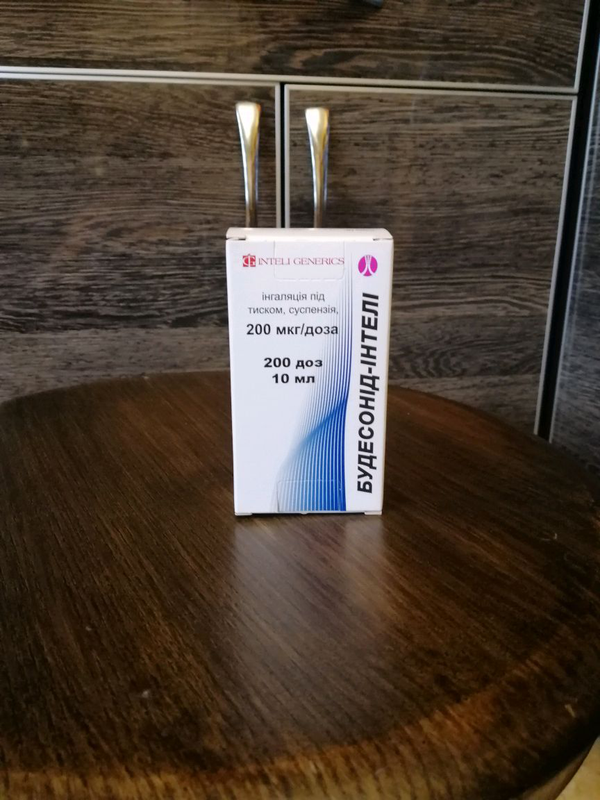 INTELI GENERICS
інгаляція під
тиском, суспензія,
200 мкг/доза
200 доз
10 мл
БУДЕСОНІД-ІНТЕЛІ